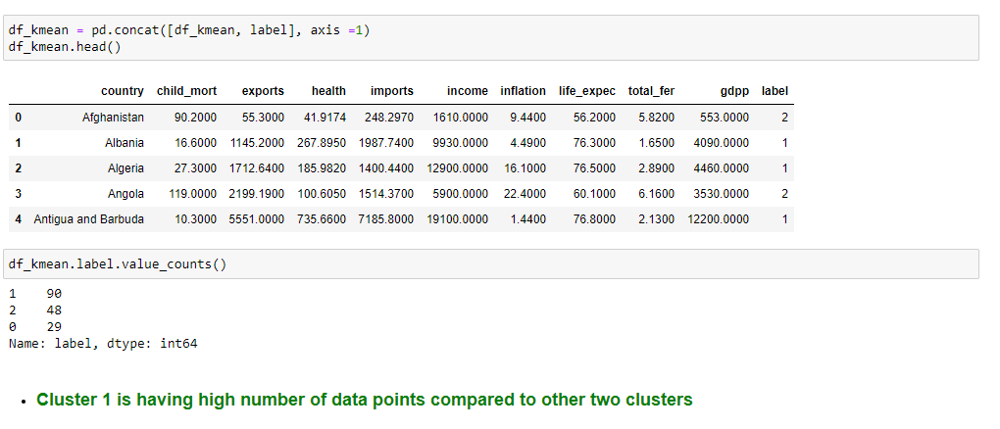 df_kmean = pd.concat([df_kmean, label], axis =1)
df_kmean.head()
country child_mort exports health imports income inflation life_expec total_fer gdpp label
0 Afghanistan 90.2000 55.3000 41.9174 248.2970 1610.0000 9.4400 56.2000 5.8200 553.0000 2
1 Albania 16.6000 1145.2000 267.8950 1987.7400 9930.0000 4.4900 76.3000 1.6500 4090.0000 1
2 Algeria 27.3000 1712.6400 185.9820 1400.4400 12900.0000 16.1000 76.5000 2.8900 4460.0000 1
3 Angola 119.0000 2199.1900 100.6050 1514.3700 5900.0000 22.4000 60.1000 6.1600 3530.0000 2
4 Antigua and Barbuda 10.3000 5551.0000 735.6600 7185.8000 19100.0000 1.4400 76.8000 2.1300 12200.0000 1
df_kmean.label.value_counts()
1 90
2 48
0 29
Name: label, dtype: int64
• Cluster 1 is having high number of data points compared to other two clusters